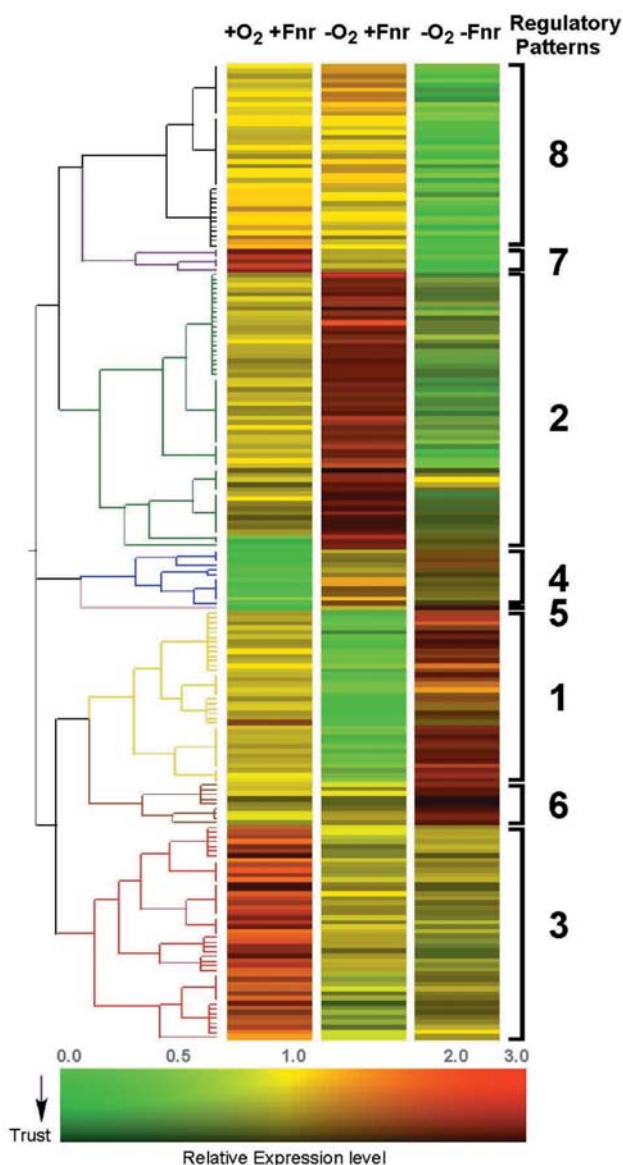 +O₂ +Fnr -O₂ +Fnr -O₂ -Fnr Regulatory
Patterns
8
7
2
4
5
1
6
3
0.0 0.5 1.0 2.0 3.0
Trust
Relative Expression level